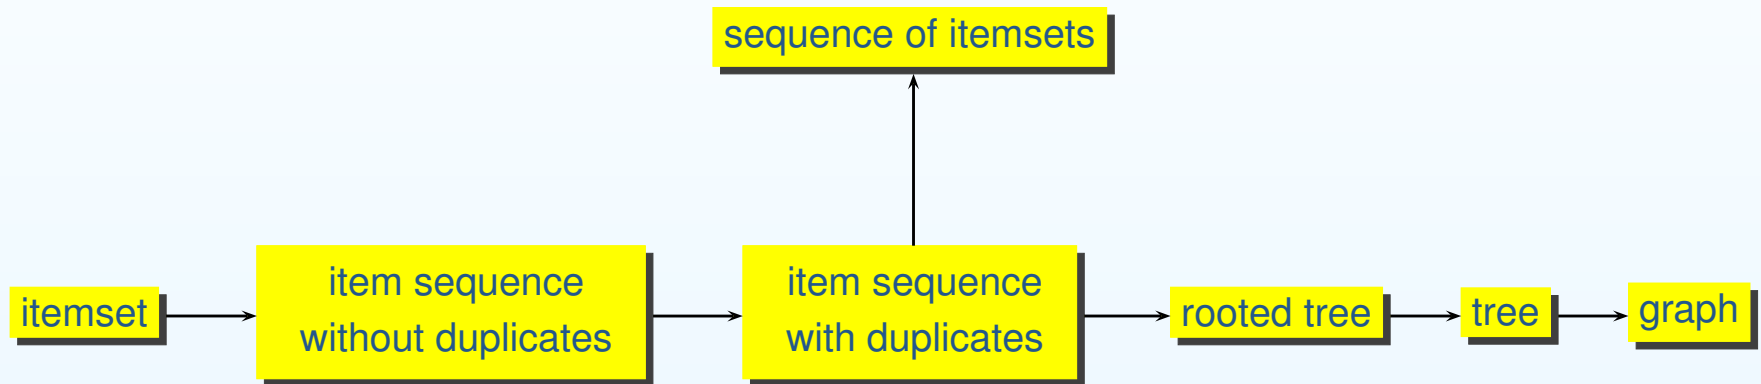 sequence of itemsets
itemset
item sequence
without duplicates
item sequence
with duplicates
rooted tree
tree
graph